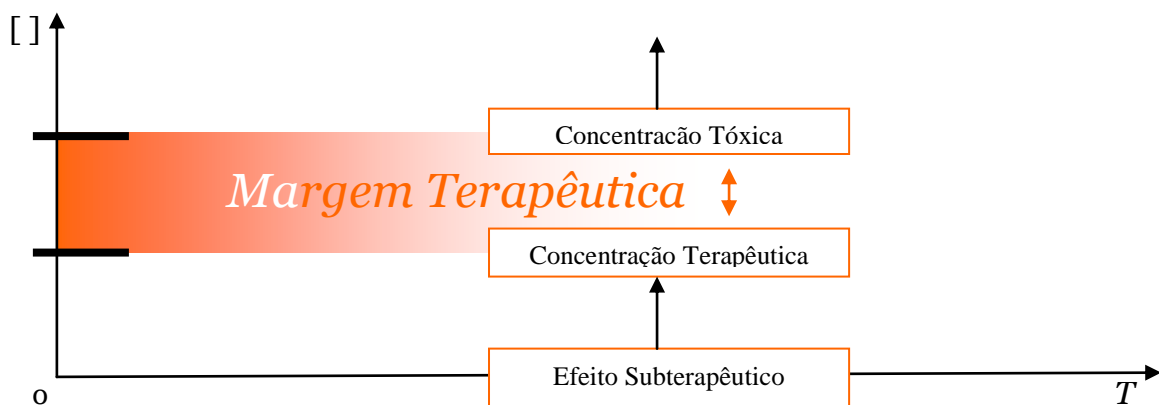 [ ]
Concentracão Tóxica
Margem Terapêutica
Concentração Terapêutica
Efeito Subterapêutico
o
T